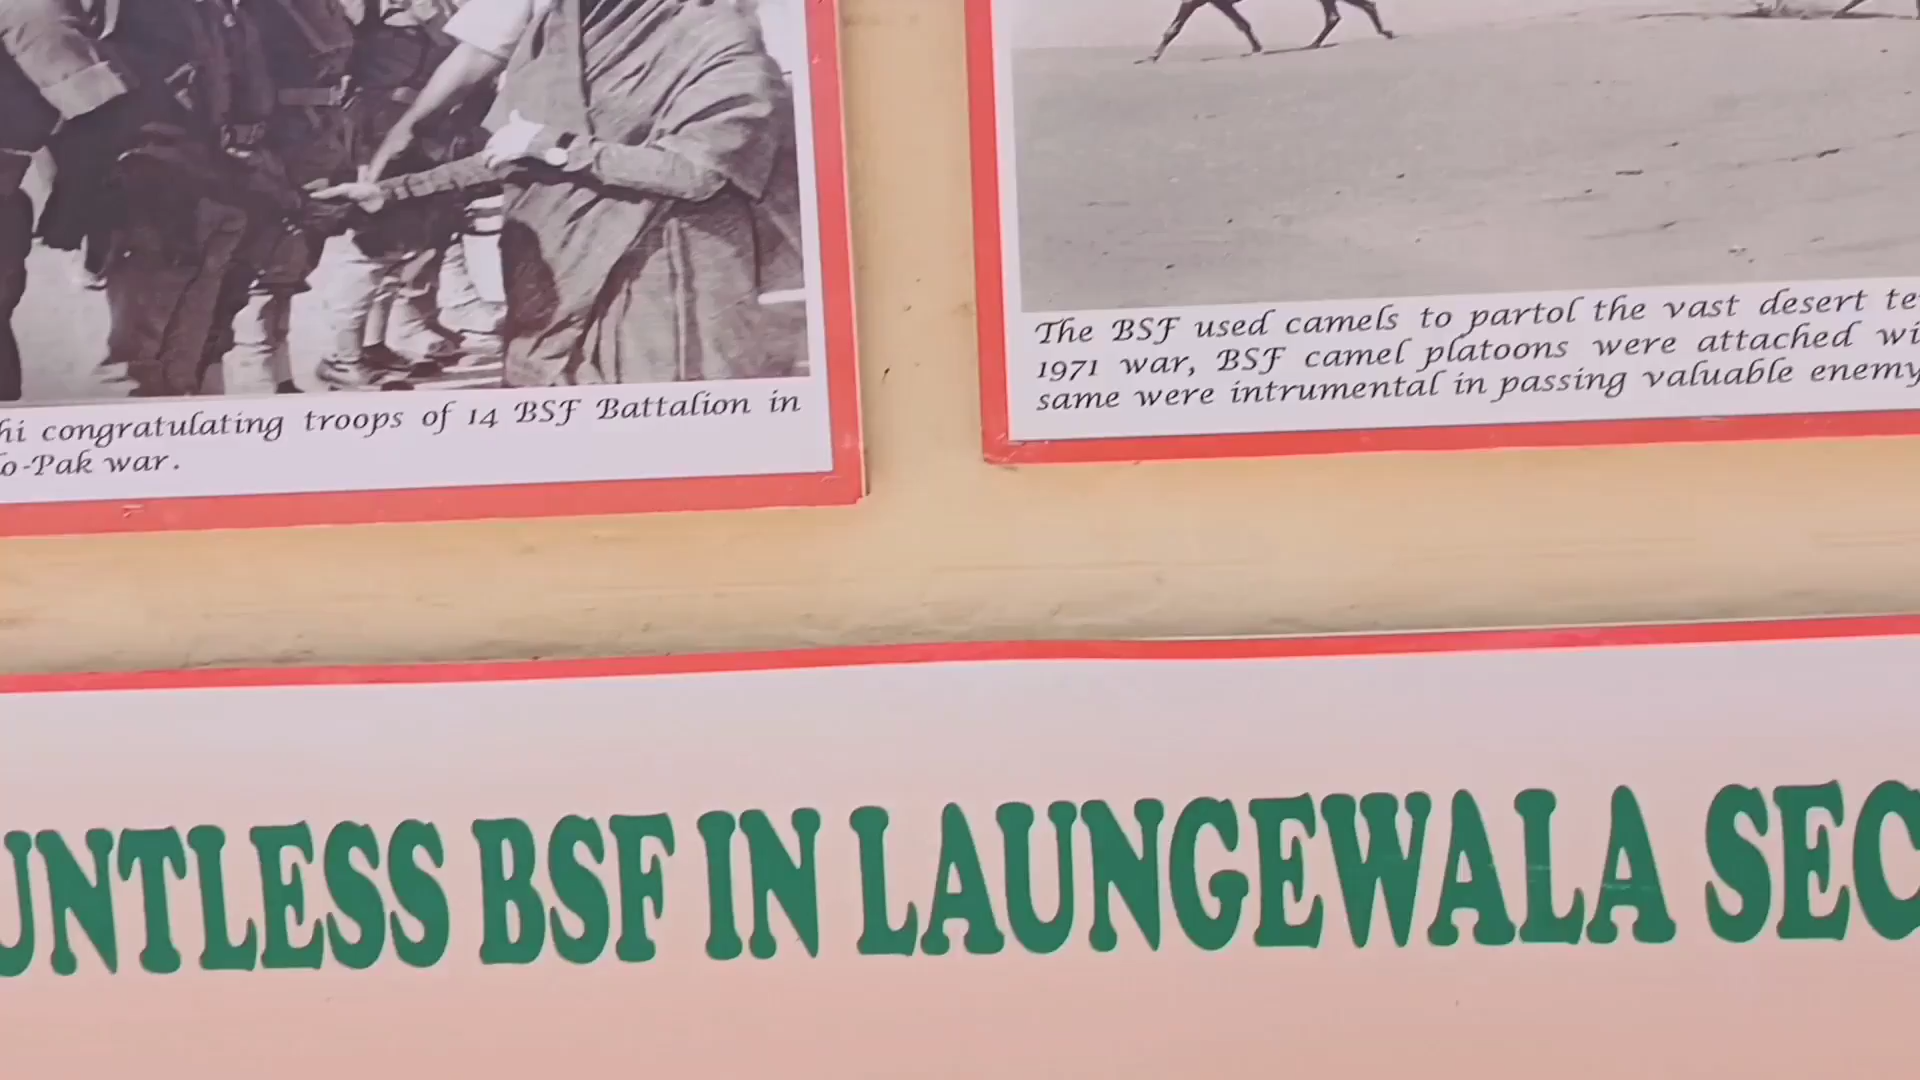 hi congratulating troops of 14 BSF Battalion in
o-Pak war.
The BSF used camels to partol the vast desert te
1971 war, BSF camel platoons were attached wi
same were intrumental in passing valuable enemy
UNTLESS BSF IN LAUNGEWALA SEC